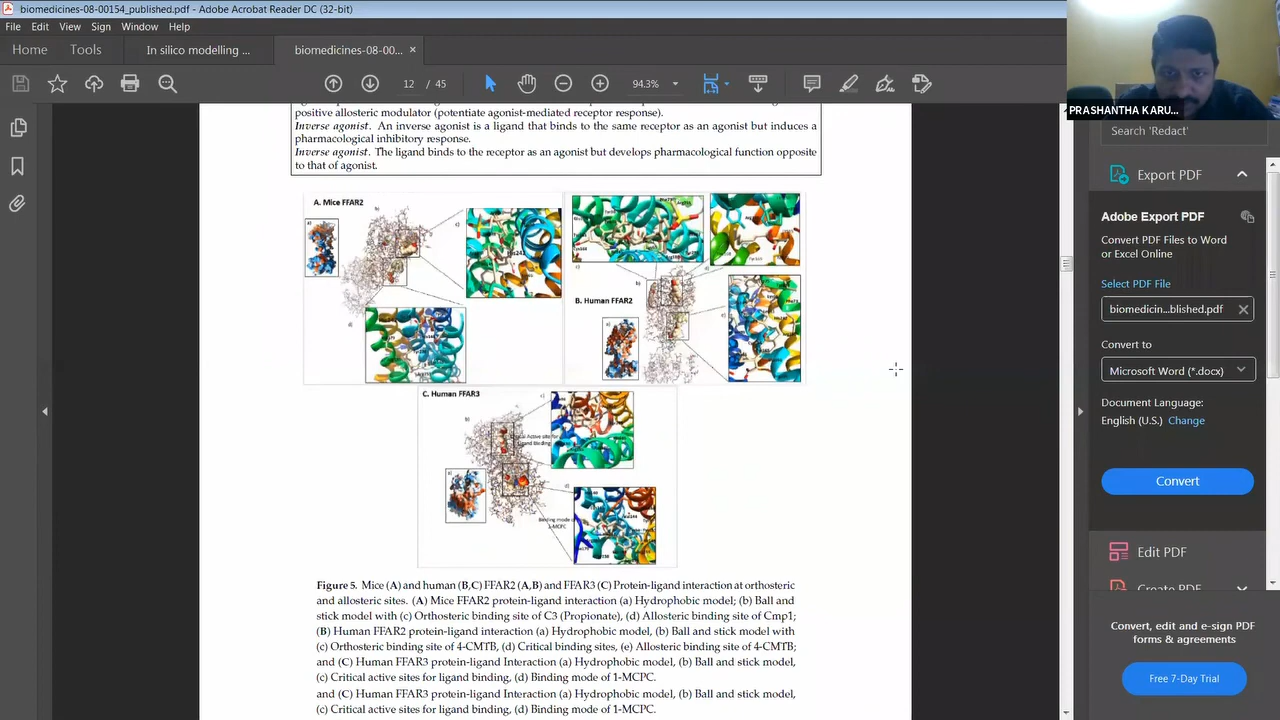 biomedicines-08-00154_published.pdf - Adobe Acrobat Reader DC (32-bit)
File Edit View Sign Window Help
Home Tools In silico modelling ... biomedicines-08-00... ×
12 / 45 94.3%
PRASHANTHA KARU...
positive allosteric modulator (potentiate agonist-mediated receptor response).
Inverse agonist. An inverse agonist is a ligand that binds to the same receptor as an agonist but induces a
pharmacological inhibitory response.
Inverse agonist. The ligand binds to the receptor as an agonist but develops pharmacological function opposite
to that of agonist.
A. Mice FFAR2
B. Human FFAR2
C. Human FFAR3
Figure 5. Mice (A) and human (B,C) FFAR2 (A,B) and FFAR3 (C) Protein-ligand interaction at orthosteric
and allosteric sites. (A) Mice FFAR2 protein-ligand interaction (a) Hydrophobic model; (b) Ball and
stick model with (c) Orthosteric binding site of C3 (Propionate), (d) Allosteric binding site of Cmp1;
(B) Human FFAR2 protein-ligand interaction (a) Hydrophobic model, (b) Ball and stick model with
(c) Orthosteric binding site of 4-CMTB, (d) Critical binding sites, (e) Allosteric binding site of 4-CMTB;
and (C) Human FFAR3 protein-ligand Interaction (a) Hydrophobic model, (b) Ball and stick model,
(c) Critical active sites for ligand binding, (d) Binding mode of 1-MCPC.
and (C) Human FFAR3 protein-ligand Interaction (a) Hydrophobic model, (b) Ball and stick model,
(c) Critical active sites for ligand binding, (d) Binding mode of 1-MCPC.
Search 'Redact'
Export PDF
Adobe Export PDF
Convert PDF Files to Word
or Excel Online
Select PDF File
biomedicin...blished.pdf
Convert to
Microsoft Word (*.docx)
Document Language:
English (U.S.) Change
Convert
Edit PDF
Create PDF
Convert, edit and e-sign PDF
forms & agreements
Free 7-Day Trial